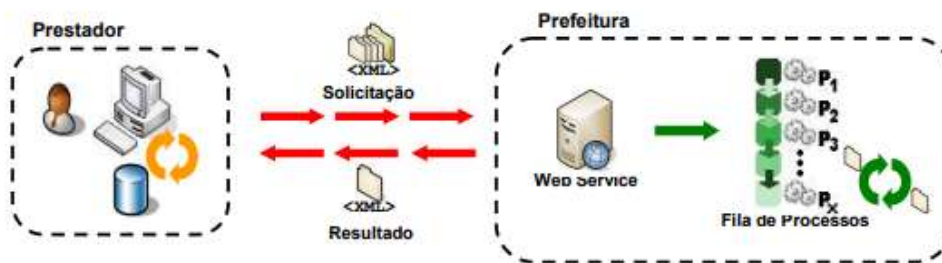 Prestador
<XML>
Solicitação
<XML>
Resultado
Prefeitura
Web Service
P1
P2
P3
Px
Fila de Processos